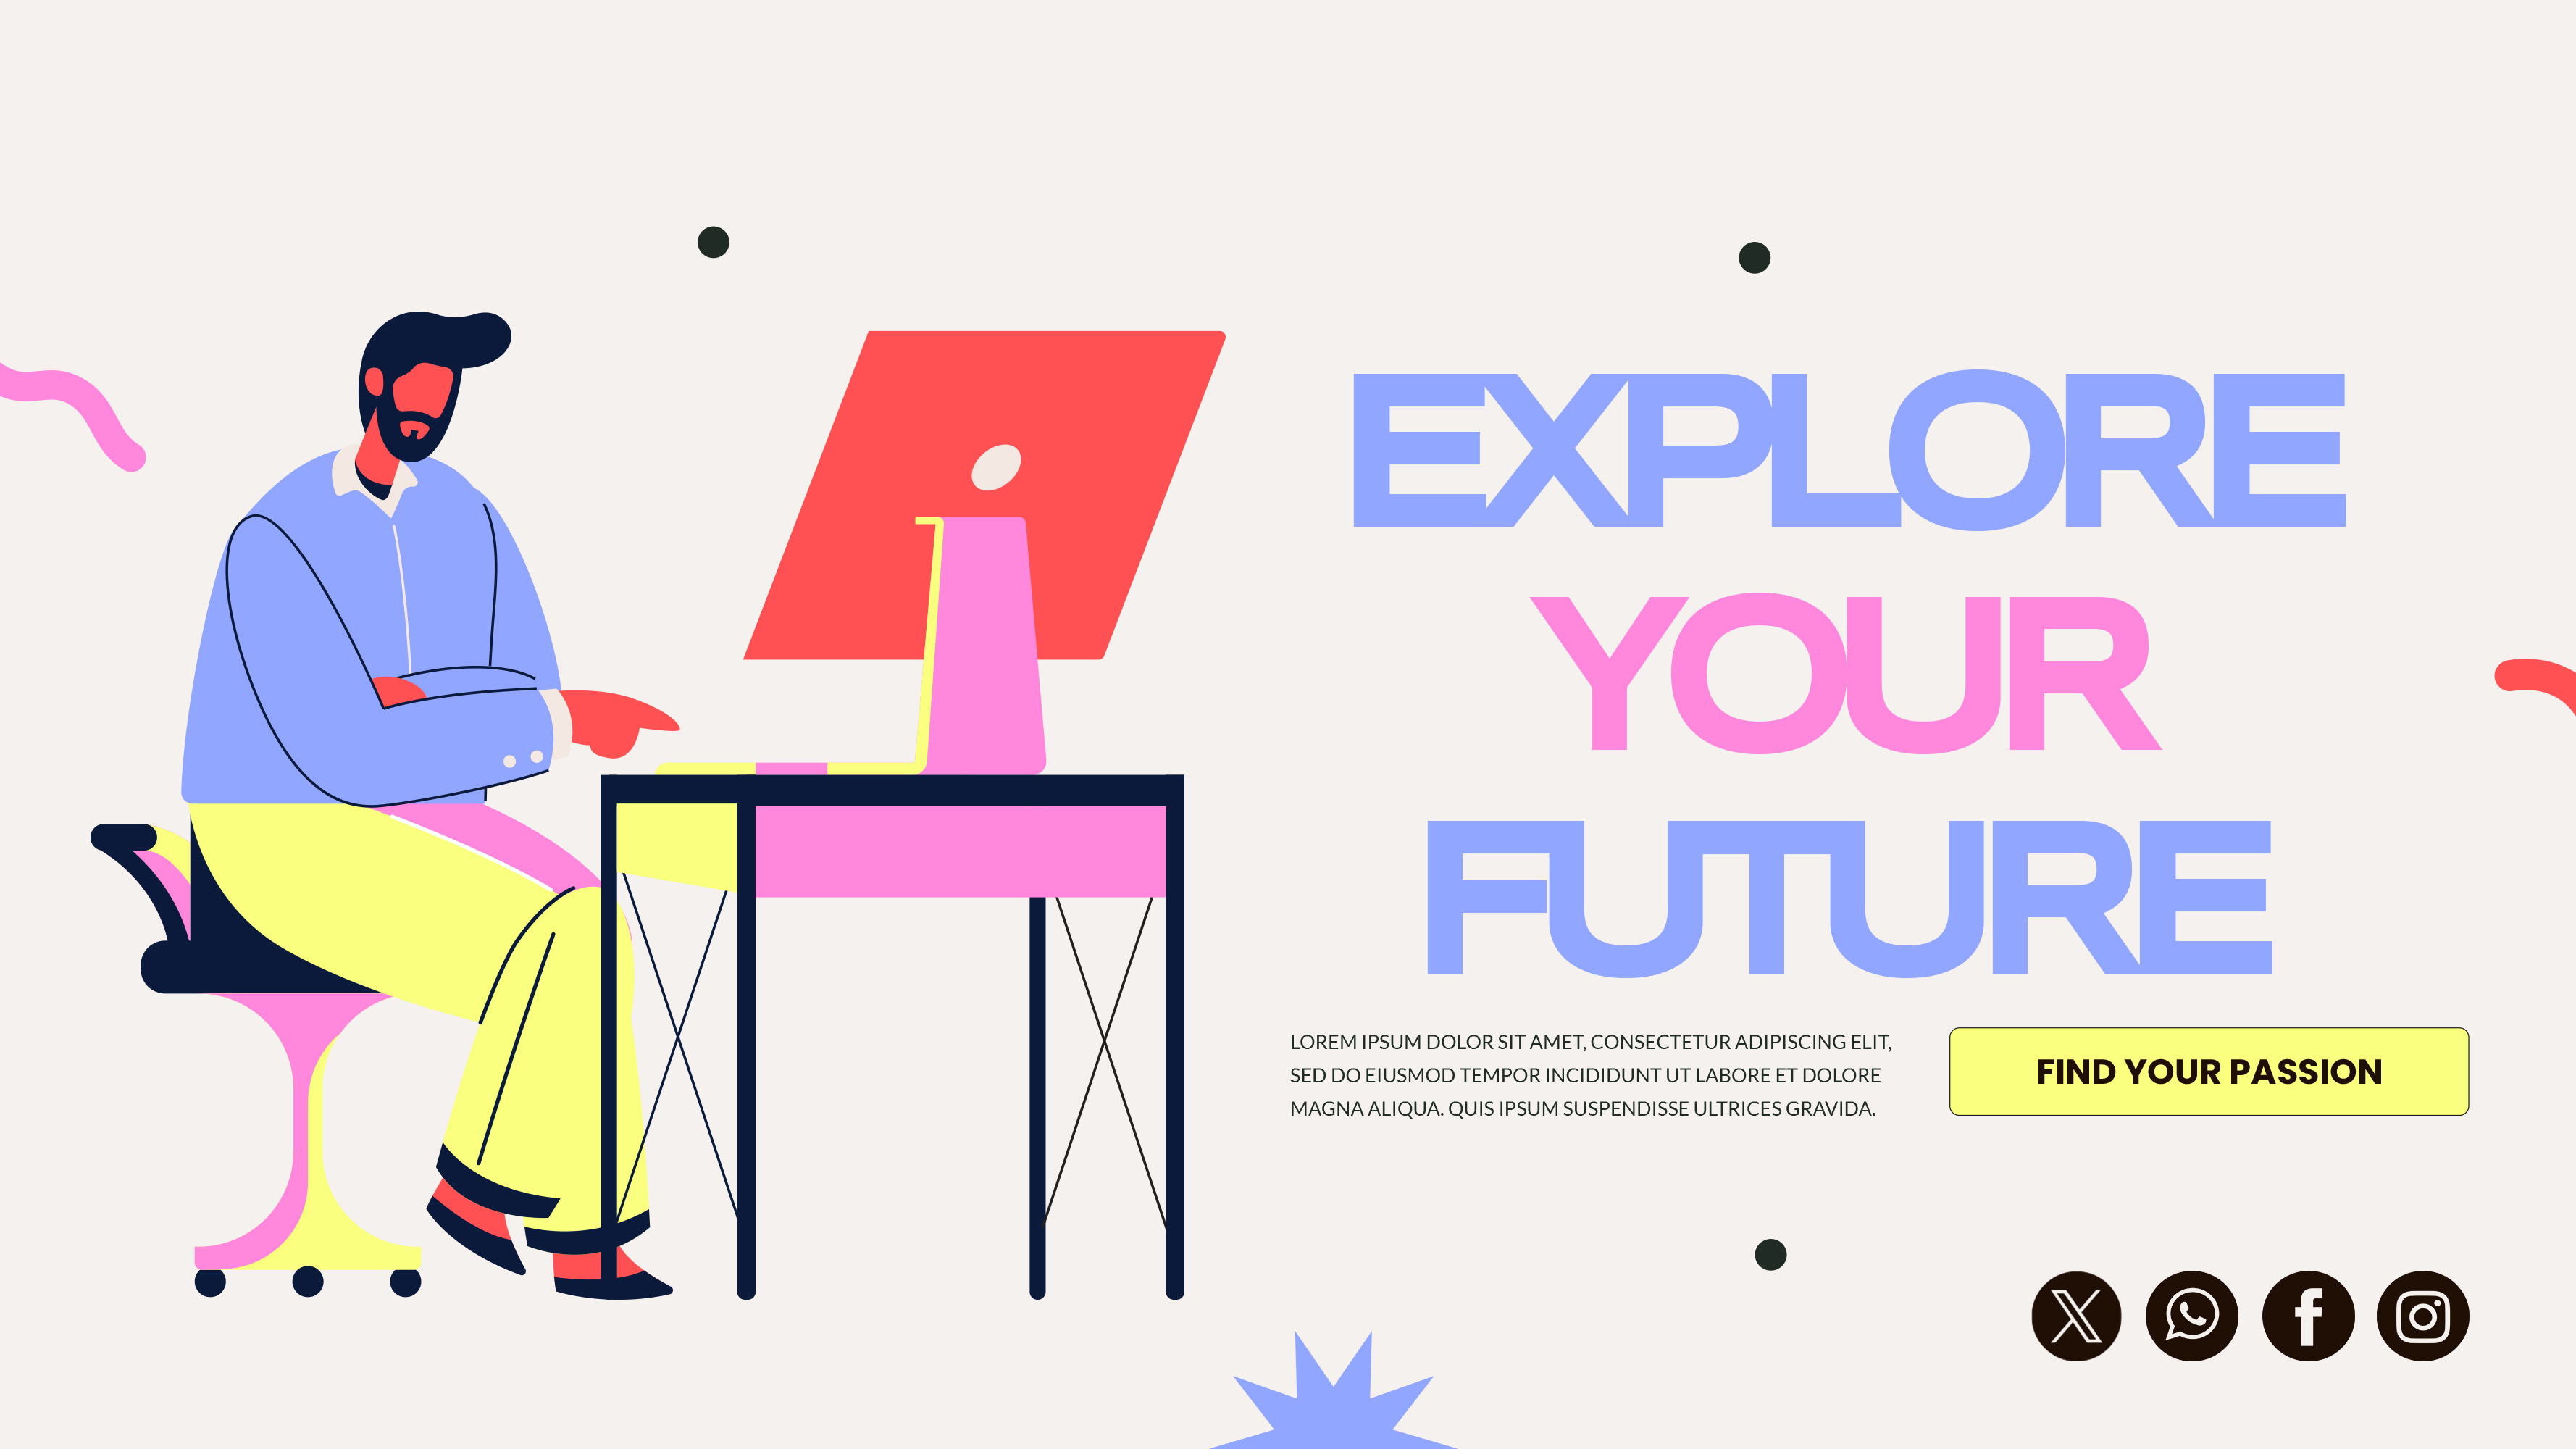 EXPLORE
YOUR
FUTURE
LOREM IPSUM DOLOR SIT AMET, CONSECTETUR ADIPISCING ELIT,
SED DO EIUSMOD TEMPOR INCIDIDUNT UT LABORE ET DOLORE
MAGNA ALIQUA. QUIS IPSUM SUSPENDISSE ULTRICES GRAVIDA.
FIND YOUR PASSION